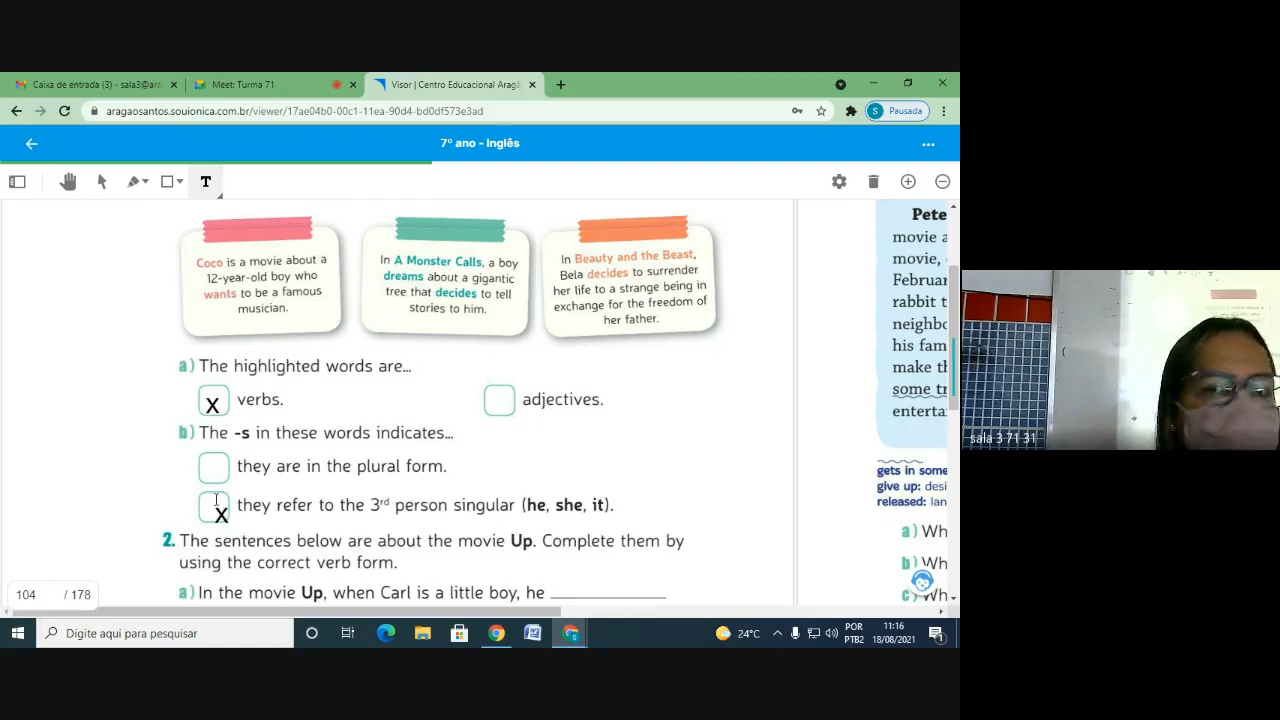 Caixa de entrada (3) - sala3@ara
Meet: Turma 71
Visor | Centro Educacional Aragã
aragaosantos.souionica.com.br/viewer/17ae04b0-00c1-11ea-90d4-bd0df573e3ad
S Pausada
7º ano - Inglês
T
Coco is a movie about a
12-year-old boy who
wants to be a famous
musician.
In A Monster Calls, a boy
dreams about a gigantic
tree that decides to tell
stories to him.
In Beauty and the Beast,
Bela decides to surrender
her life to a strange being in
exchange for the freedom of
her father.
a) The highlighted words are...
x verbs.
adjectives.
b) The -s in these words indicates...
they are in the plural form.
x they refer to the 3rd person singular (he, she, it).
2. The sentences below are about the movie Up. Complete them by
using the correct verb form.
a) In the movie Up, when Carl is a little boy, he
Pete
movie a
movie,
Februar
rabbit t
neighbo
his fam
make th
some tr
enterta
gets in some
give up: desi
released: lan
a) Wh
b) Wh
c) Wh
104 / 178
sala 3 71 31
Digite aqui para pesquisar
24°C
POR
PTB2
11:16
18/08/2021
1